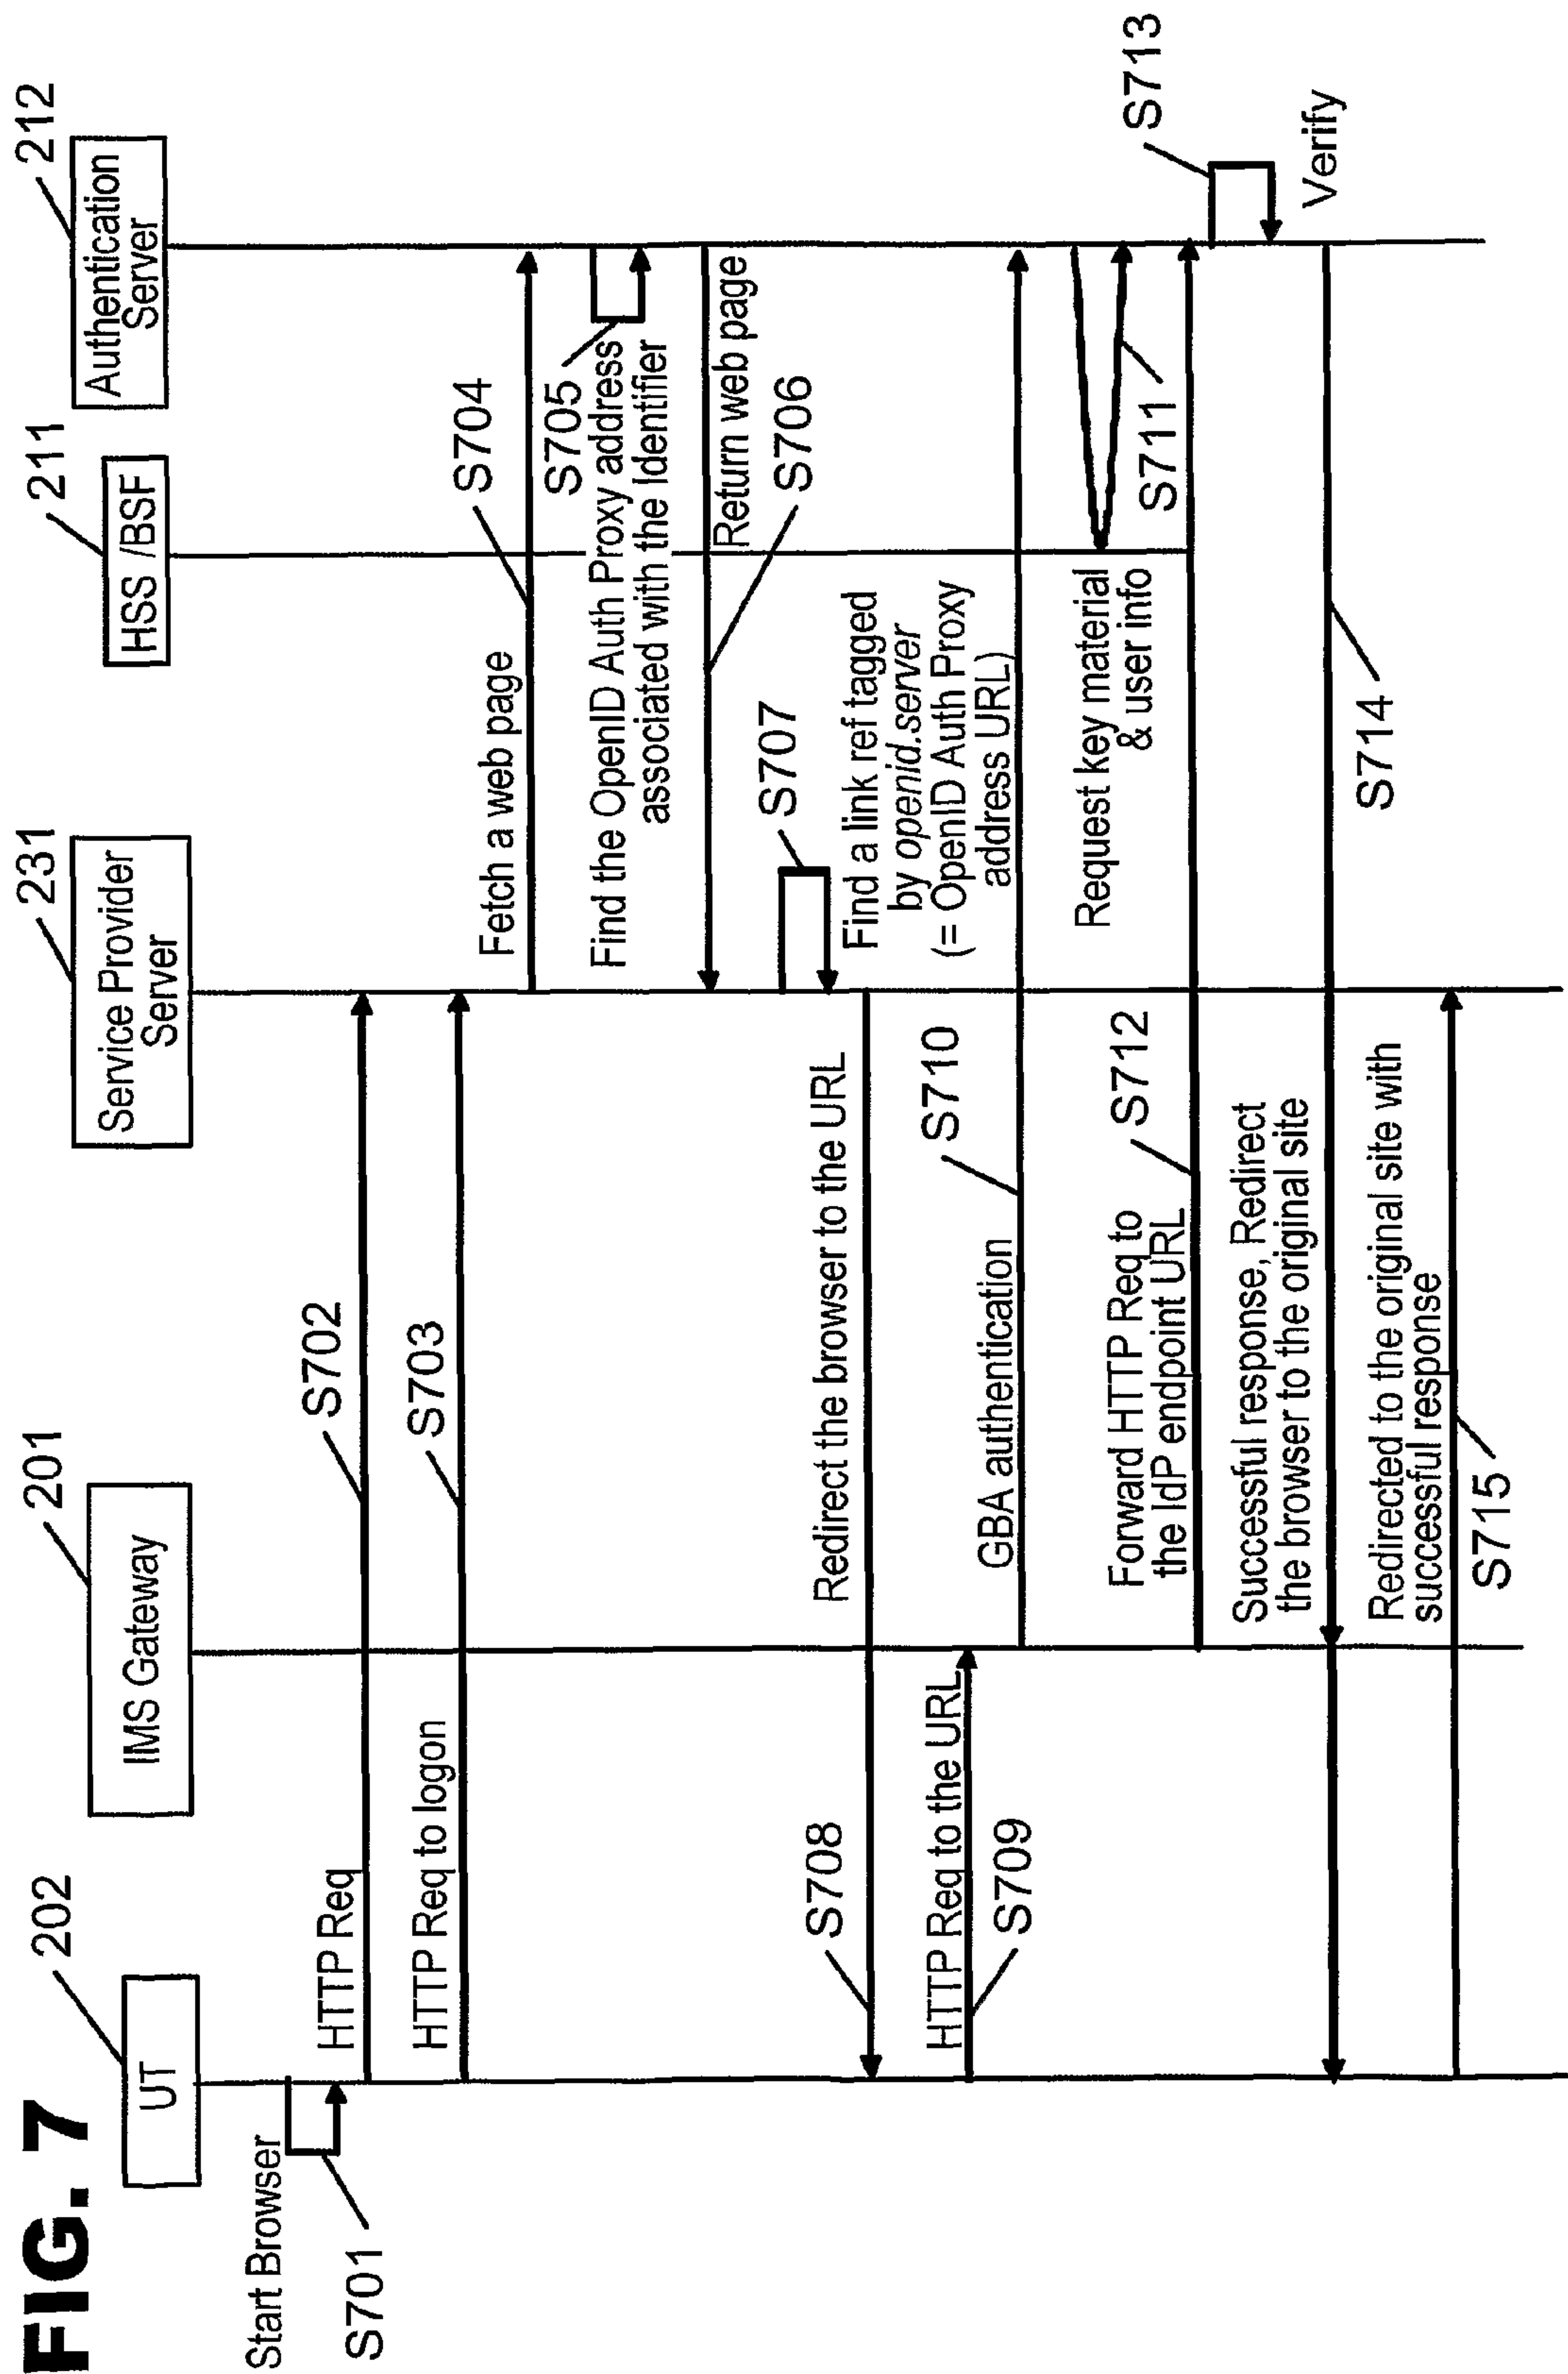 FIG. 7
UT
202
IMS Gateway
201
Service Provider
Server
231
HSS /BSF
211
Authentication
Server
212
Start Browser
S701
HTTP Req
S702
HTTP Req to logon
S703
Fetch a web page
S704
S705
Find the OpenID Auth Proxy address
associated with the Identifier
Return web page
S706
S707
Find a link ref tagged
by openid.server
(= OpenID Auth Proxy
address URL)
Redirect the browser to the URL
S708
HTTP Req to the URL
S709
GBA authentication
S710
Request key material
& user info
S711
Forward HTTP Req to
the IdP endpoint URL
S712
S713
Verify
Successful response, Redirect
the browser to the original site
S714
Redirected to the original site with
successful response
S715